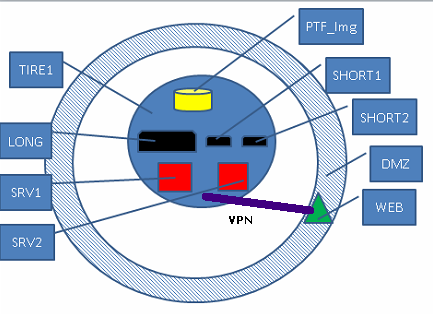 PTF_Img
TIRE1
SHORT1
SHORT2
LONG
DMZ
SRV1
WEB
VPN
SRV2